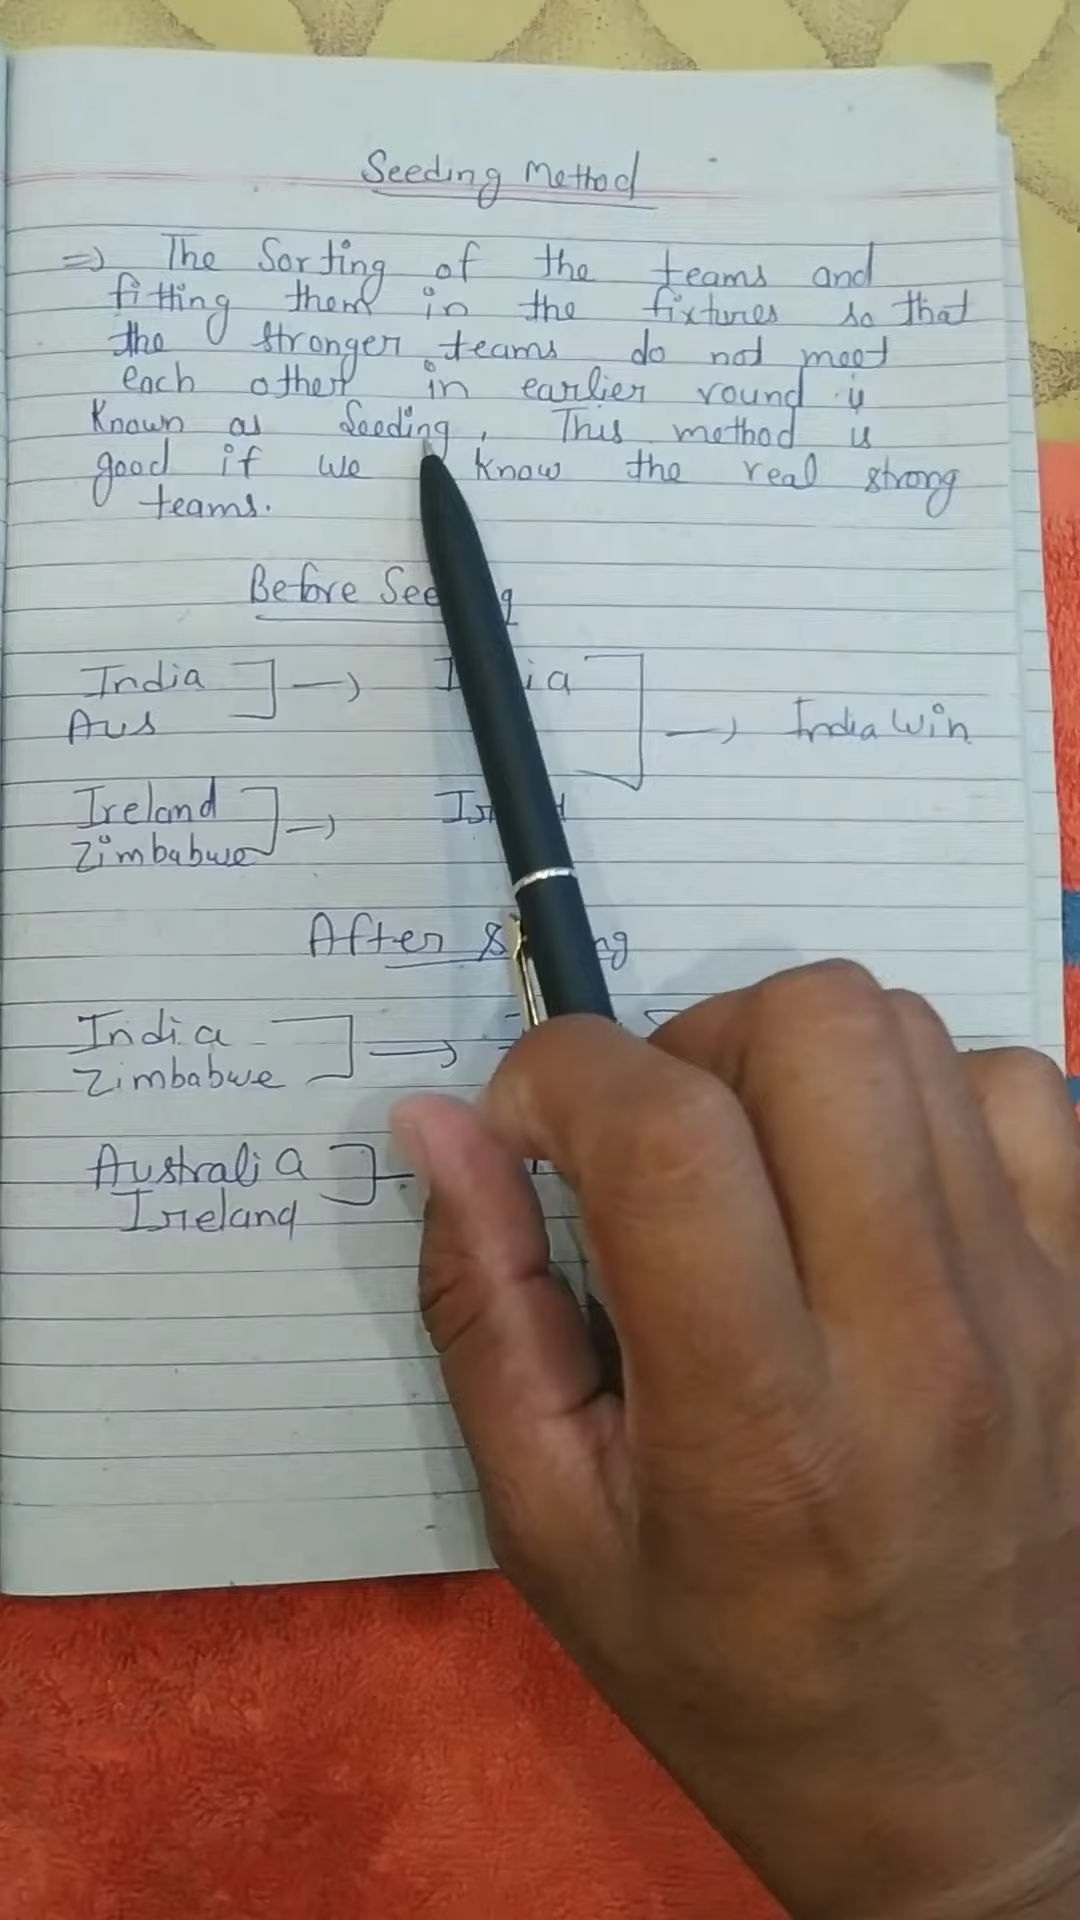 Seeding Method
=) The Sorting of the teams and
fitting them in the fixtures so that
the stronger teams do not meet
each other in earlier round is
Known as Seeding, This method is
good if we know the real strong
teams.
Before
India → India
Aus
→ India Win
Ireland →
Zimbabwe
After
India →
Zimbabwe
Australia
Ireland